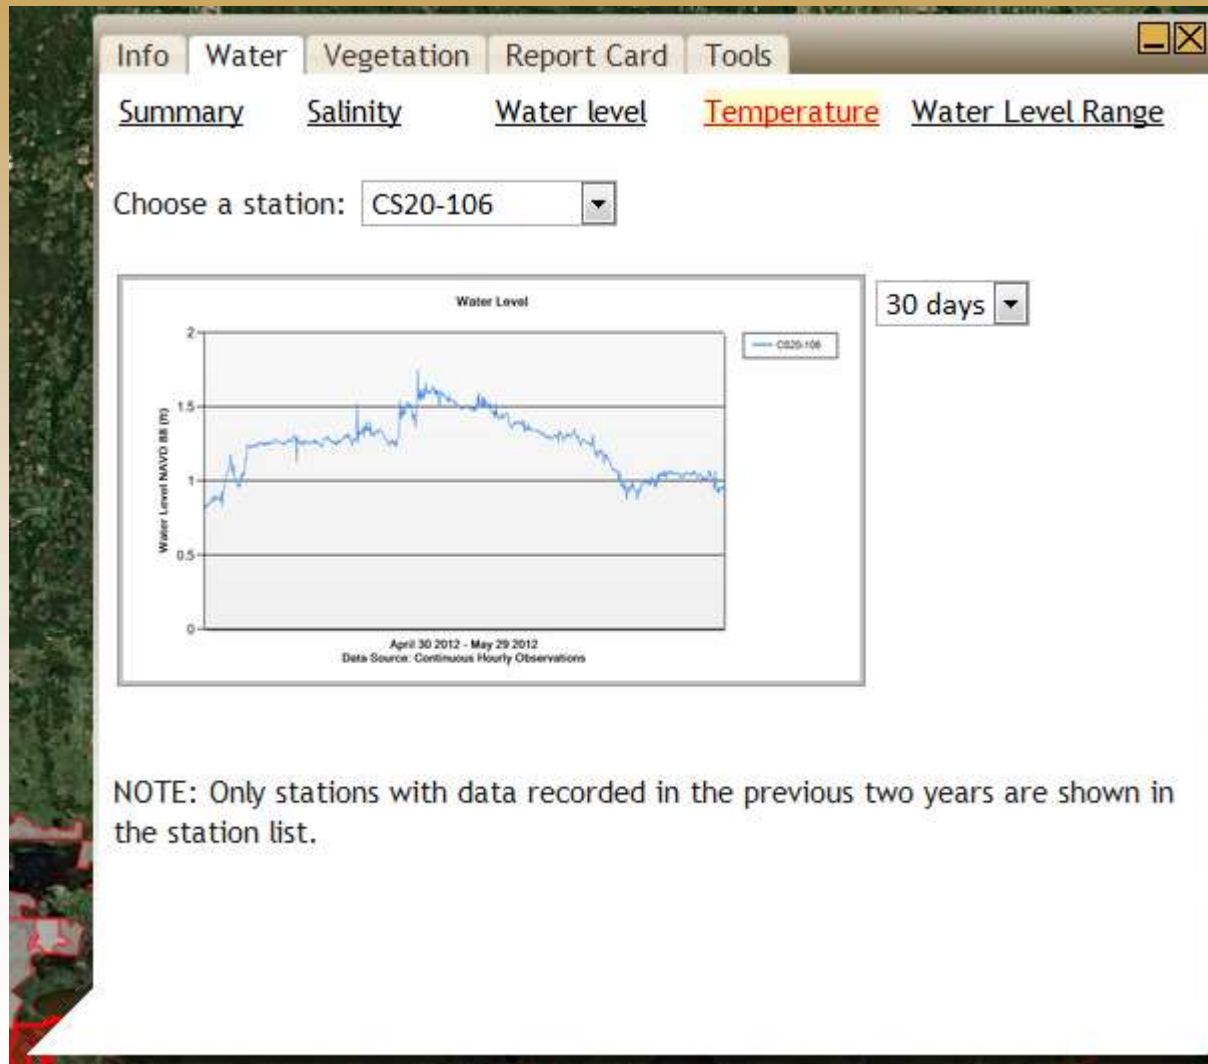 Info Water Vegetation Report Card Tools
Summary Salinity Water level Temperature Water Level Range
Choose a station: CS20-106
30 days
Water Level
CS20-106
2
1.5
1
0.5
0
Water Level NAVD 88 (ft)
April 30 2012 - May 29 2012
Data Source: Continuous Hourly Observations
NOTE: Only stations with data recorded in the previous two years are shown in
the station list.